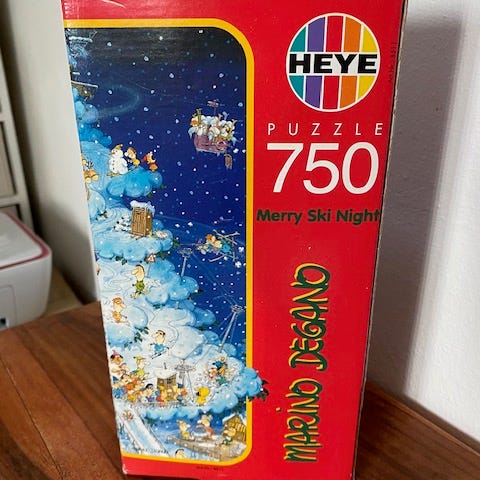 HEYE
PUZZLE
750
Merry Ski Night
MARINO DEGANO